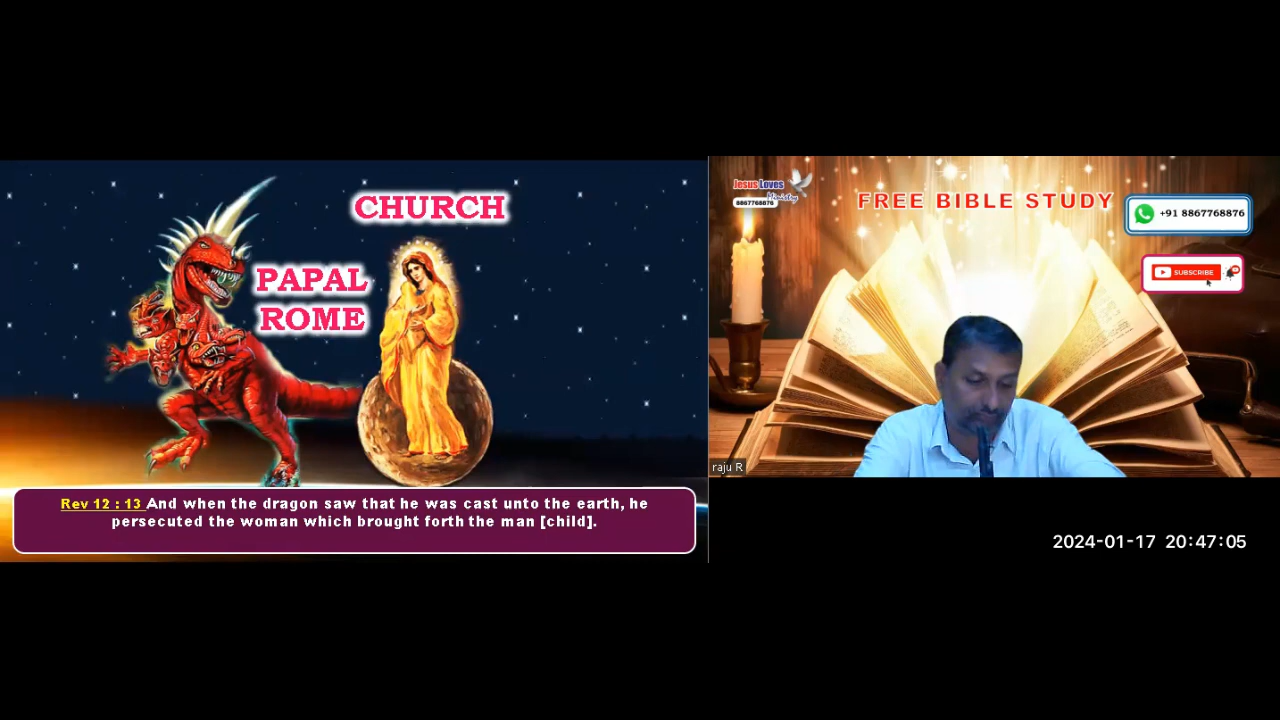 CHURCH
PAPAL
ROME
Rev 12 : 13 And when the dragon saw that he was cast unto the earth, he
persecuted the woman which brought forth the man [child].
Jesus Loves
Ministry
8867768876
FREE BIBLE STUDY
+91 8867768876
SUBSCRIBE
raju R
2024-01-17 20:47:05